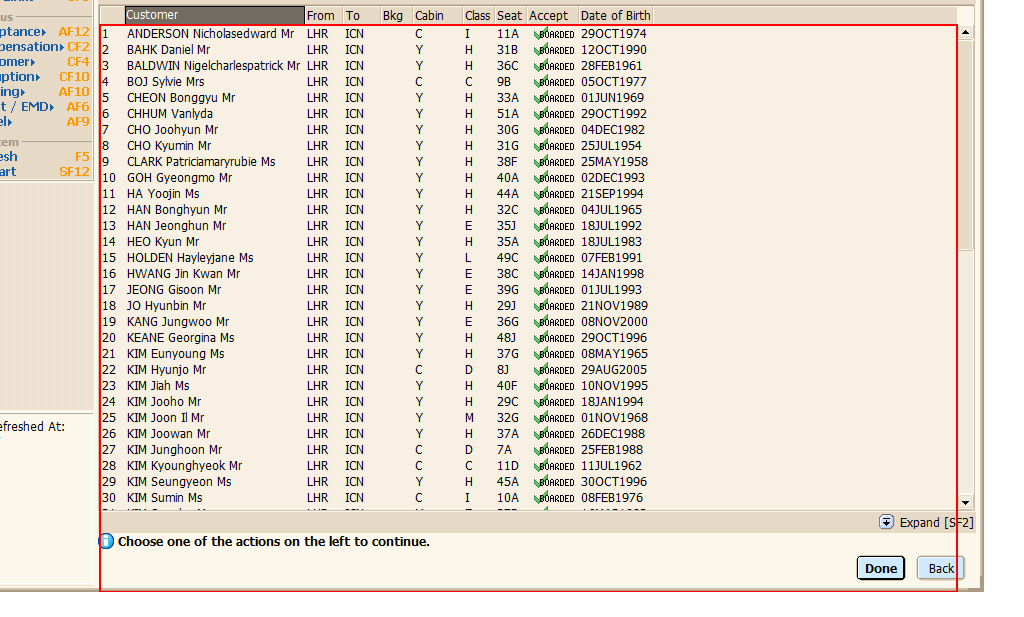 Customer From To Bkg Cabin Class Seat Accept Date of Birth
1 ANDERSON Nicholasedward Mr LHR ICN C I 11A BOARDED 29OCT1974
2 BAHK Daniel Mr LHR ICN Y H 31B BOARDED 12OCT1990
3 BALDWIN Nigelcharlespatrick Mr LHR ICN Y H 36C BOARDED 28FEB1961
4 BOJ Sylvie Mrs LHR ICN C C 9B BOARDED 05OCT1977
5 CHEON Bonggyu Mr LHR ICN Y H 33A BOARDED 01JUN1969
6 CHHUM Vanlyda LHR ICN Y H 51A BOARDED 29OCT1992
7 CHO Joohyun Mr LHR ICN Y H 30G BOARDED 04DEC1982
8 CHO Kyumin Mr LHR ICN Y H 31G BOARDED 25JUL1954
9 CLARK Patriciamaryrubie Ms LHR ICN Y H 38F BOARDED 25MAY1958
10 GOH Gyeongmo Mr LHR ICN Y H 40A BOARDED 02DEC1993
11 HA Yoojin Ms LHR ICN Y H 44A BOARDED 21SEP1994
12 HAN Bonghyun Mr LHR ICN Y H 32C BOARDED 04JUL1965
13 HAN Jeonghun Mr LHR ICN Y E 35J BOARDED 18JUL1992
14 HEO Kyun Mr LHR ICN Y H 35A BOARDED 18JUL1983
15 HOLDEN Hayleyjane Ms LHR ICN Y L 49C BOARDED 07FEB1991
16 HWANG Jin Kwan Mr LHR ICN Y E 38C BOARDED 14JAN1998
17 JEONG Gisoon Mr LHR ICN Y E 39G BOARDED 01JUL1993
18 JO Hyunbin Mr LHR ICN Y H 29J BOARDED 21NOV1989
19 KANG Jungwoo Mr LHR ICN Y E 36G BOARDED 08NOV2000
20 KEANE Georgina Ms LHR ICN Y H 48J BOARDED 29OCT1996
21 KIM Eunyoung Ms LHR ICN Y H 37G BOARDED 08MAY1965
22 KIM Hyunjo Mr LHR ICN C D 8J BOARDED 29AUG2005
23 KIM Jiah Ms LHR ICN Y H 40F BOARDED 10NOV1995
24 KIM Jooho Mr LHR ICN Y H 29C BOARDED 18JAN1994
25 KIM Joon Il Mr LHR ICN Y M 32G BOARDED 01NOV1968
26 KIM Joowan Mr LHR ICN Y H 37A BOARDED 26DEC1988
27 KIM Junghoon Mr LHR ICN C D 7A BOARDED 25FEB1988
28 KIM Kyounghyeok Mr LHR ICN C C 11D BOARDED 11JUL1962
29 KIM Seungyeon Ms LHR ICN Y H 45A BOARDED 30OCT1996
30 KIM Sumin Ms LHR ICN C I 10A BOARDED 08FEB1976
us
ptance AF12
pensation CF2
omer CF4
uption CF10
ing AF10
t / EMD AF6
el AF9
tem
esh F5
art SF12
efreshed At:
Expand [SF2]
Choose one of the actions on the left to continue.
Done Back